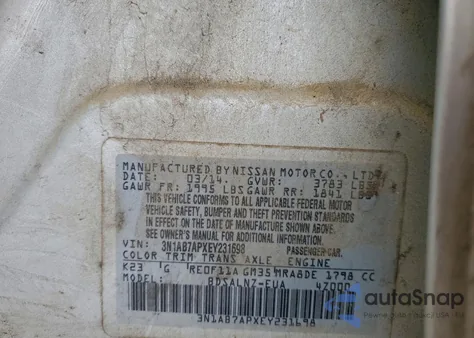 MANUFACTURED BY NISSAN MOTOR CO., LTD.
DATE: 03/14 GVWR: 3783 LBS
GAWR FR: 1995 LBS GAWR RR: 1841 LBS
THIS VEHICLE CONFORMS TO ALL APPLICABLE FEDERAL MOTOR
VEHICLE SAFETY, BUMPER AND THEFT PREVENTION STANDARDS
IN EFFECT ON THE DATE OF MANUFACTURE SHOWN ABOVE.
SEE OWNER'S MANUAL FOR ADDITIONAL INFORMATION.
VIN: 3N1AB7APXEY231698 PASSENGER CAR
COLOR TRIM TRANS AXLE ENGINE
K23 G RE0F11A GM35 MRA8DE 1798 CC
MODEL: BDSALN7-EUA 47000
3N1AB7APXEY231698
autoSnap